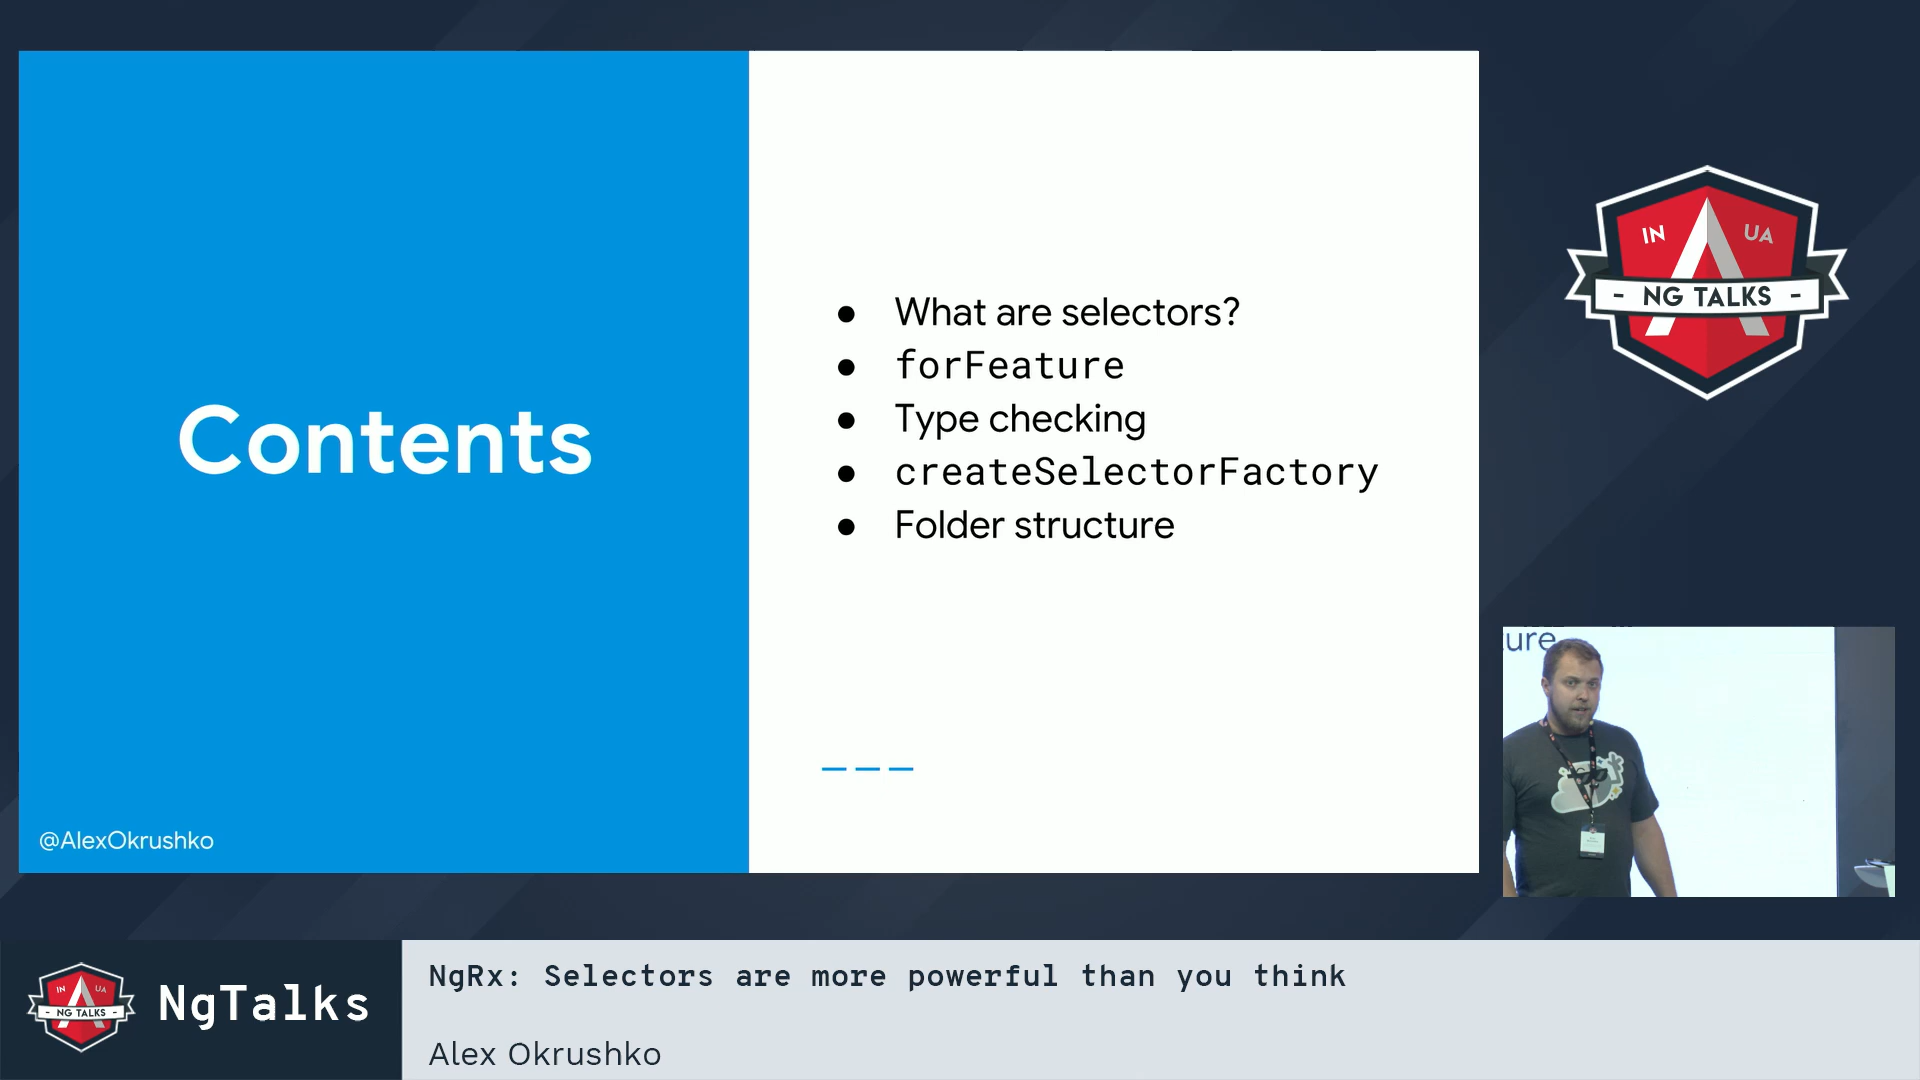 Contents
@AlexOkrushko
What are selectors?
forFeature
Type checking
createSelectorFactory
Folder structure
IN UA
- NG TALKS -
ure
IN UA
- NG TALKS -
NgTalks
NgRx: Selectors are more powerful than you think
Alex Okrushko